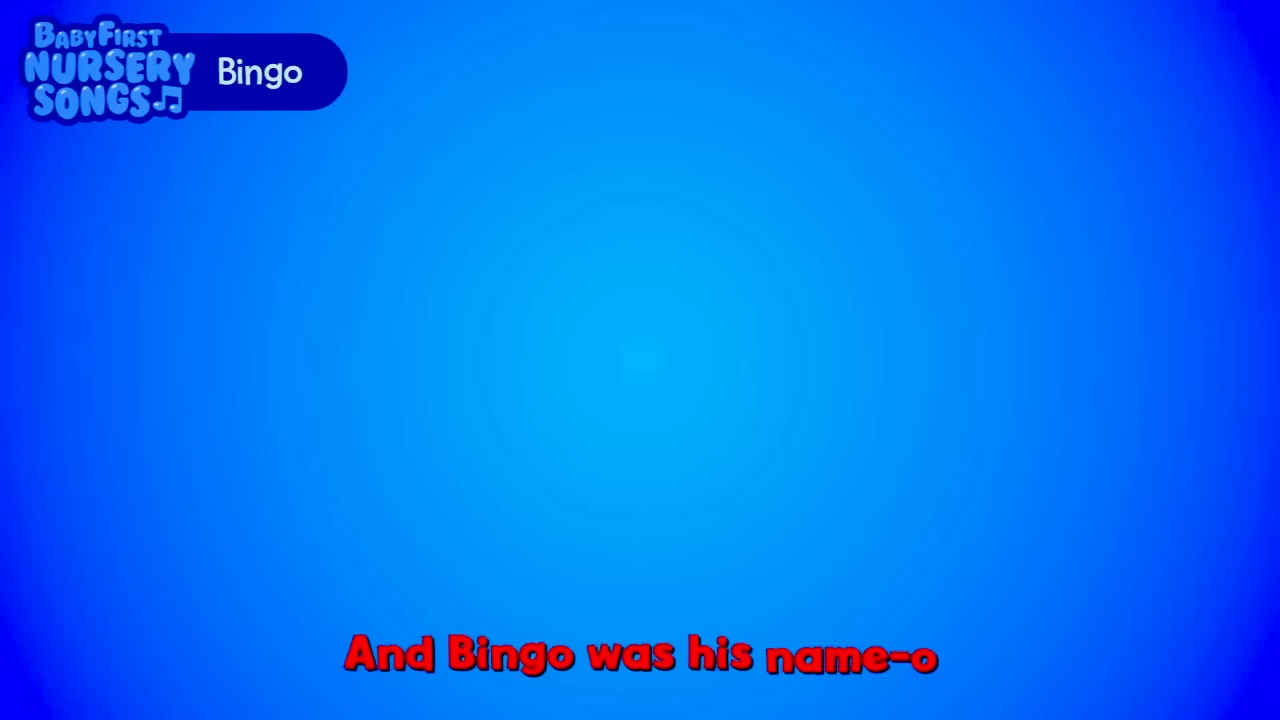 BABYFIRST
NURSERY
SONGS
Bingo
And Bingo was his name-o